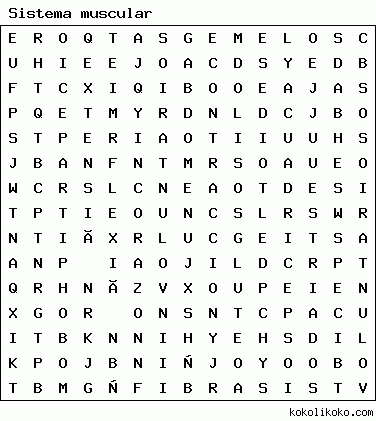 Sistema muscular
E R O Q T A S G E M E L O S C
U H I E E J O A C D S Y E D B
F T C X I Q I B O O E A J A S
P Q E T M Y R D N L D C J B O
S T P E R I A O T I I U U H S
J B A N F N T M R S O A U E O
W C R S L C N E A O T D E S I
T P T I E O U N C S L R S W R
N T I Ă X R L U C G E I T S A
A N P I A O J I L D C R P T
Q R H N Ă Z V X O U P E I E N
X G O R O N S N T C P A C U
I T B K N N I H Y E H S D I L
K P O J B N I Ñ J O Y O O B O
T B M G Ñ F I B R A S I S T V
kokolikoko.com